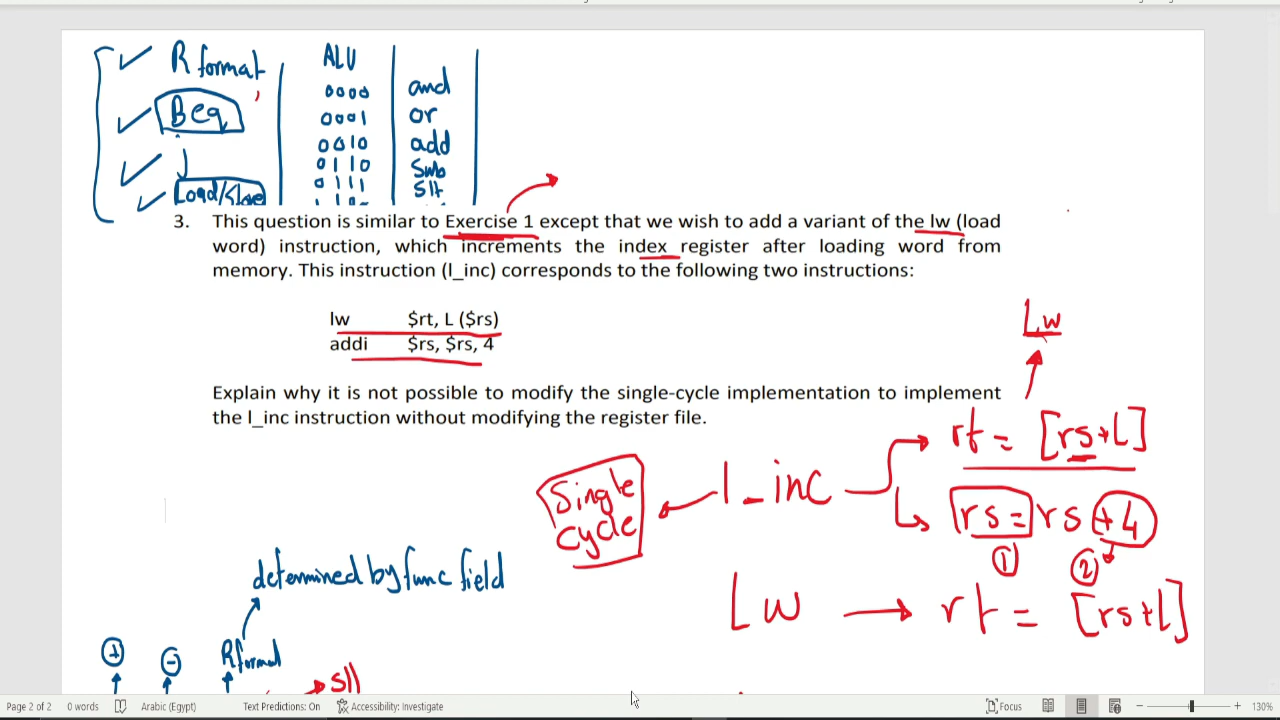 R format
ALU
Beq
0000 and
0001 or
J
0010 add
0110 Sub
Load/Store
0111 Slt
3. This question is similar to Exercise 1 except that we wish to add a variant of the lw (load
word) instruction, which increments the index register after loading word from
memory. This instruction (l_inc) corresponds to the following two instructions:
lw $rt, L ($rs)
addi $rs, $rs, 4
Lw
Explain why it is not possible to modify the single-cycle implementation to implement
the l_inc instruction without modifying the register file.
rt = [rs+L]
Single
cycle
l_inc
rs = rs + 4
1 2
determined by func field
Lw → rt = [rs+L]
+ - Rformat
sll
Page 2 of 2 0 words Arabic (Egypt) Text Predictions: On Accessibility: Investigate Focus 130%